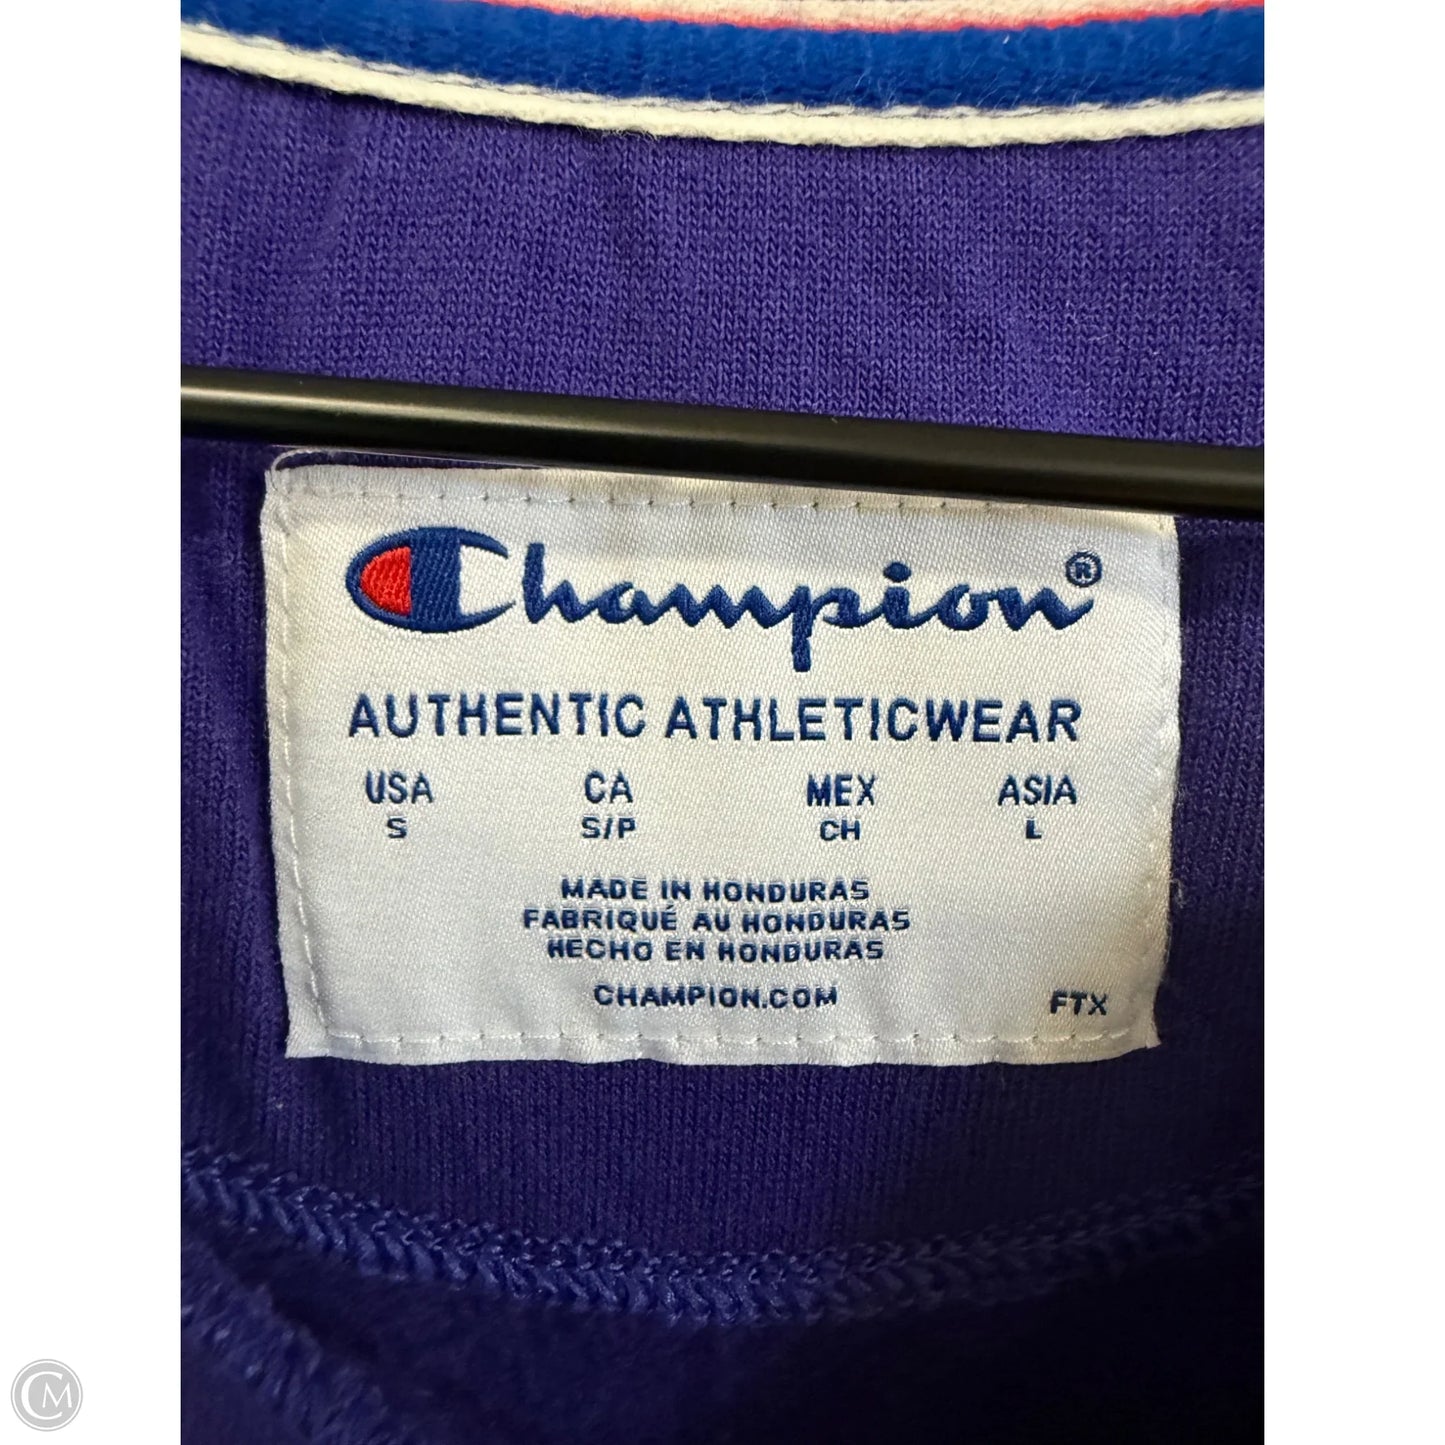 Champion®
AUTHENTIC ATHLETICWEAR
USA CA MEX ASIA
S S/P CH L
MADE IN HONDURAS
FABRIQUÉ AU HONDURAS
HECHO EN HONDURAS
CHAMPION.COM FTX
CM